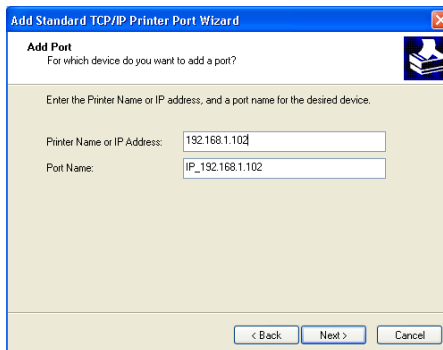 Add Standard TCP/IP Printer Port Wizard
Add Port
For which device do you want to add a port?
Enter the Printer Name or IP address, and a port name for the desired device.
Printer Name or IP Address: 192.168.1.102
Port Name: IP_192.168.1.102
< Back Next > Cancel